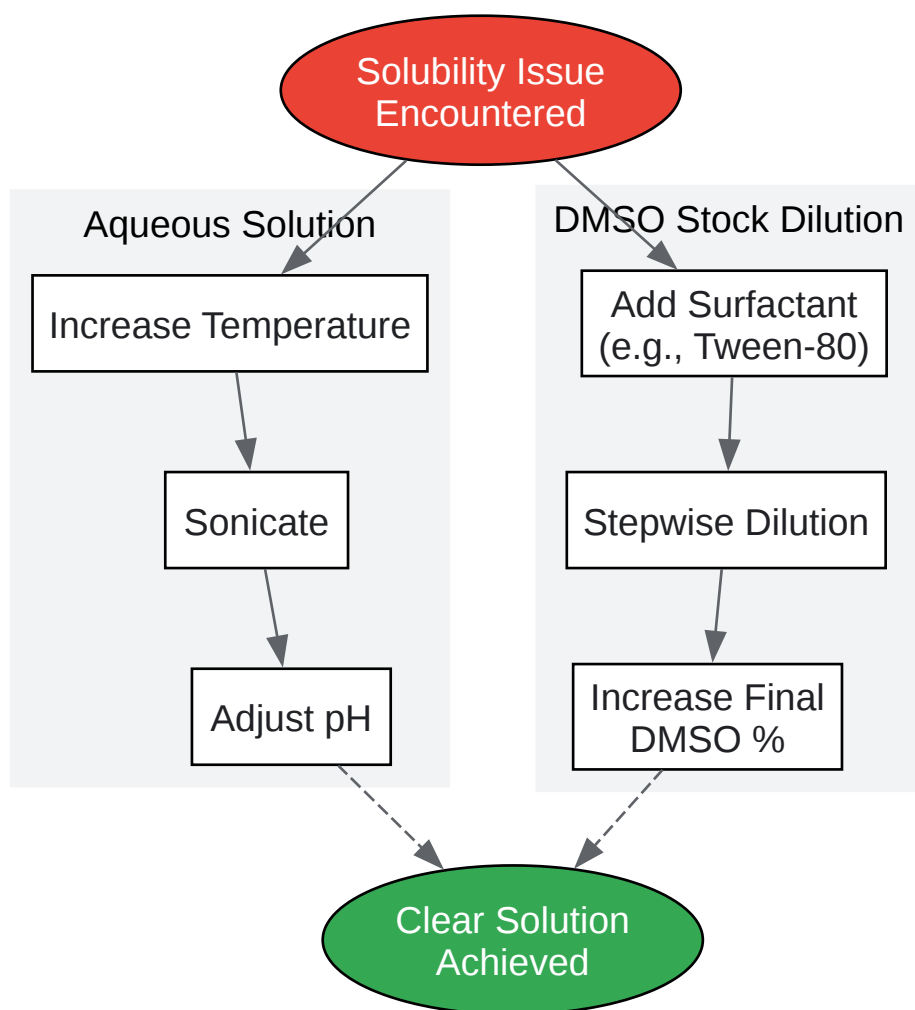 Solubility Issue
Encountered
Aqueous Solution
Increase Temperature
Sonicate
Adjust pH
DMSO Stock Dilution
Add Surfactant
(e.g., Tween-80)
Stepwise Dilution
Increase Final
DMSO %
Clear Solution
Achieved